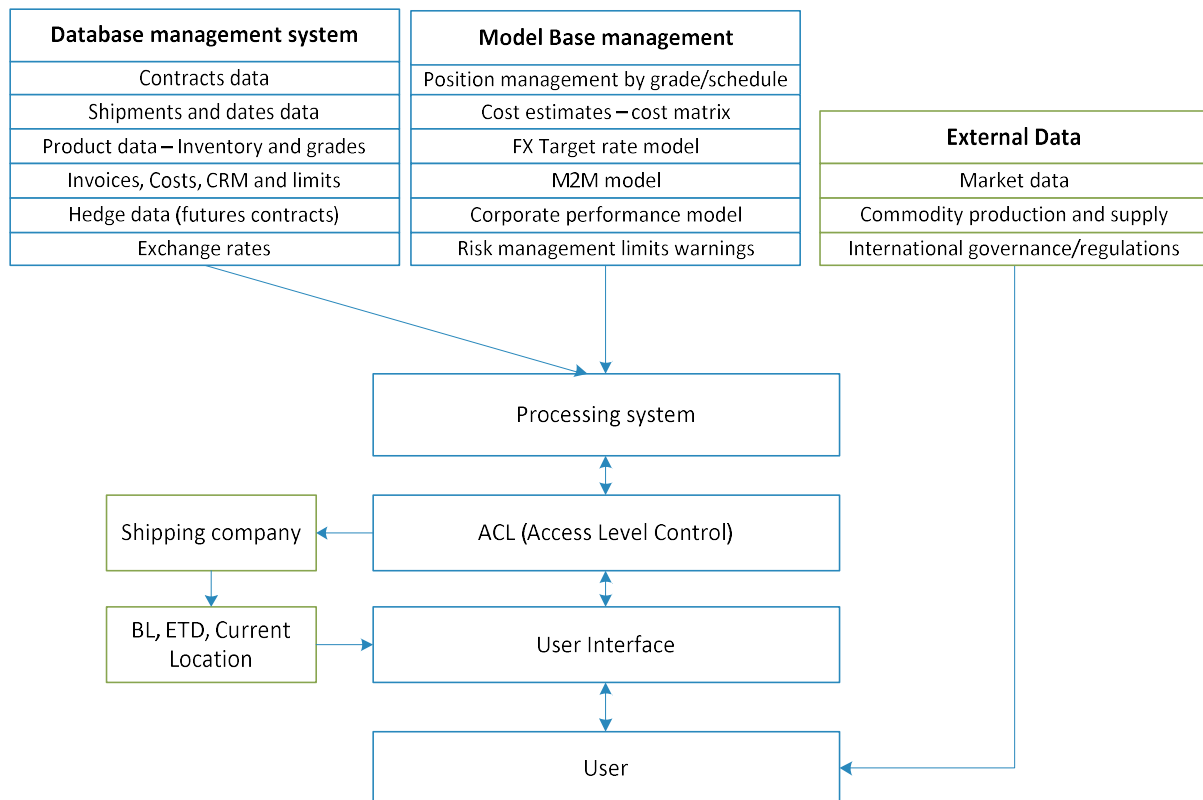 Database management system
Contracts data
Shipments and dates data
Product data – Inventory and grades
Invoices, Costs, CRM and limits
Hedge data (futures contracts)
Exchange rates
Model Base management
Position management by grade/schedule
Cost estimates – cost matrix
FX Target rate model
M2M model
Corporate performance model
Risk management limits warnings
External Data
Market data
Commodity production and supply
International governance/regulations
Processing system
Shipping company
ACL (Access Level Control)
BL, ETD, Current
Location
User Interface
User